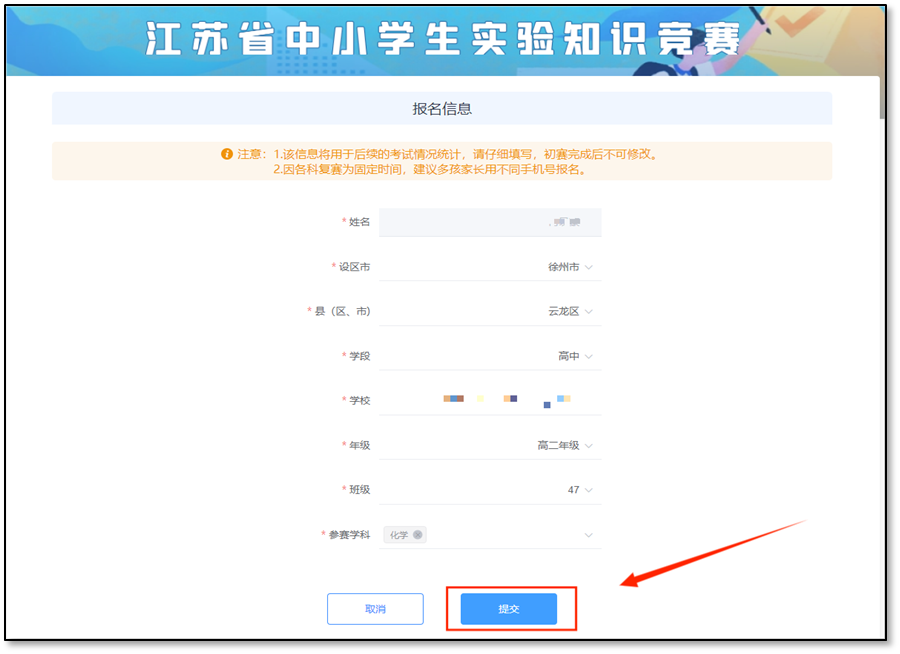 江苏省中小学生实验知识竞赛
报名信息
注意：1.该信息将用于后续的考试情况统计，请仔细填写，初赛完成后不可修改。
2.因各科复赛为固定时间，建议多孩家长用不同手机号报名。
* 姓名
* 设区市 徐州市
* 县（区、市） 云龙区
* 学段 高中
* 学校
* 年级 高二年级
* 班级 47
* 参赛学科 化学
取消 提交